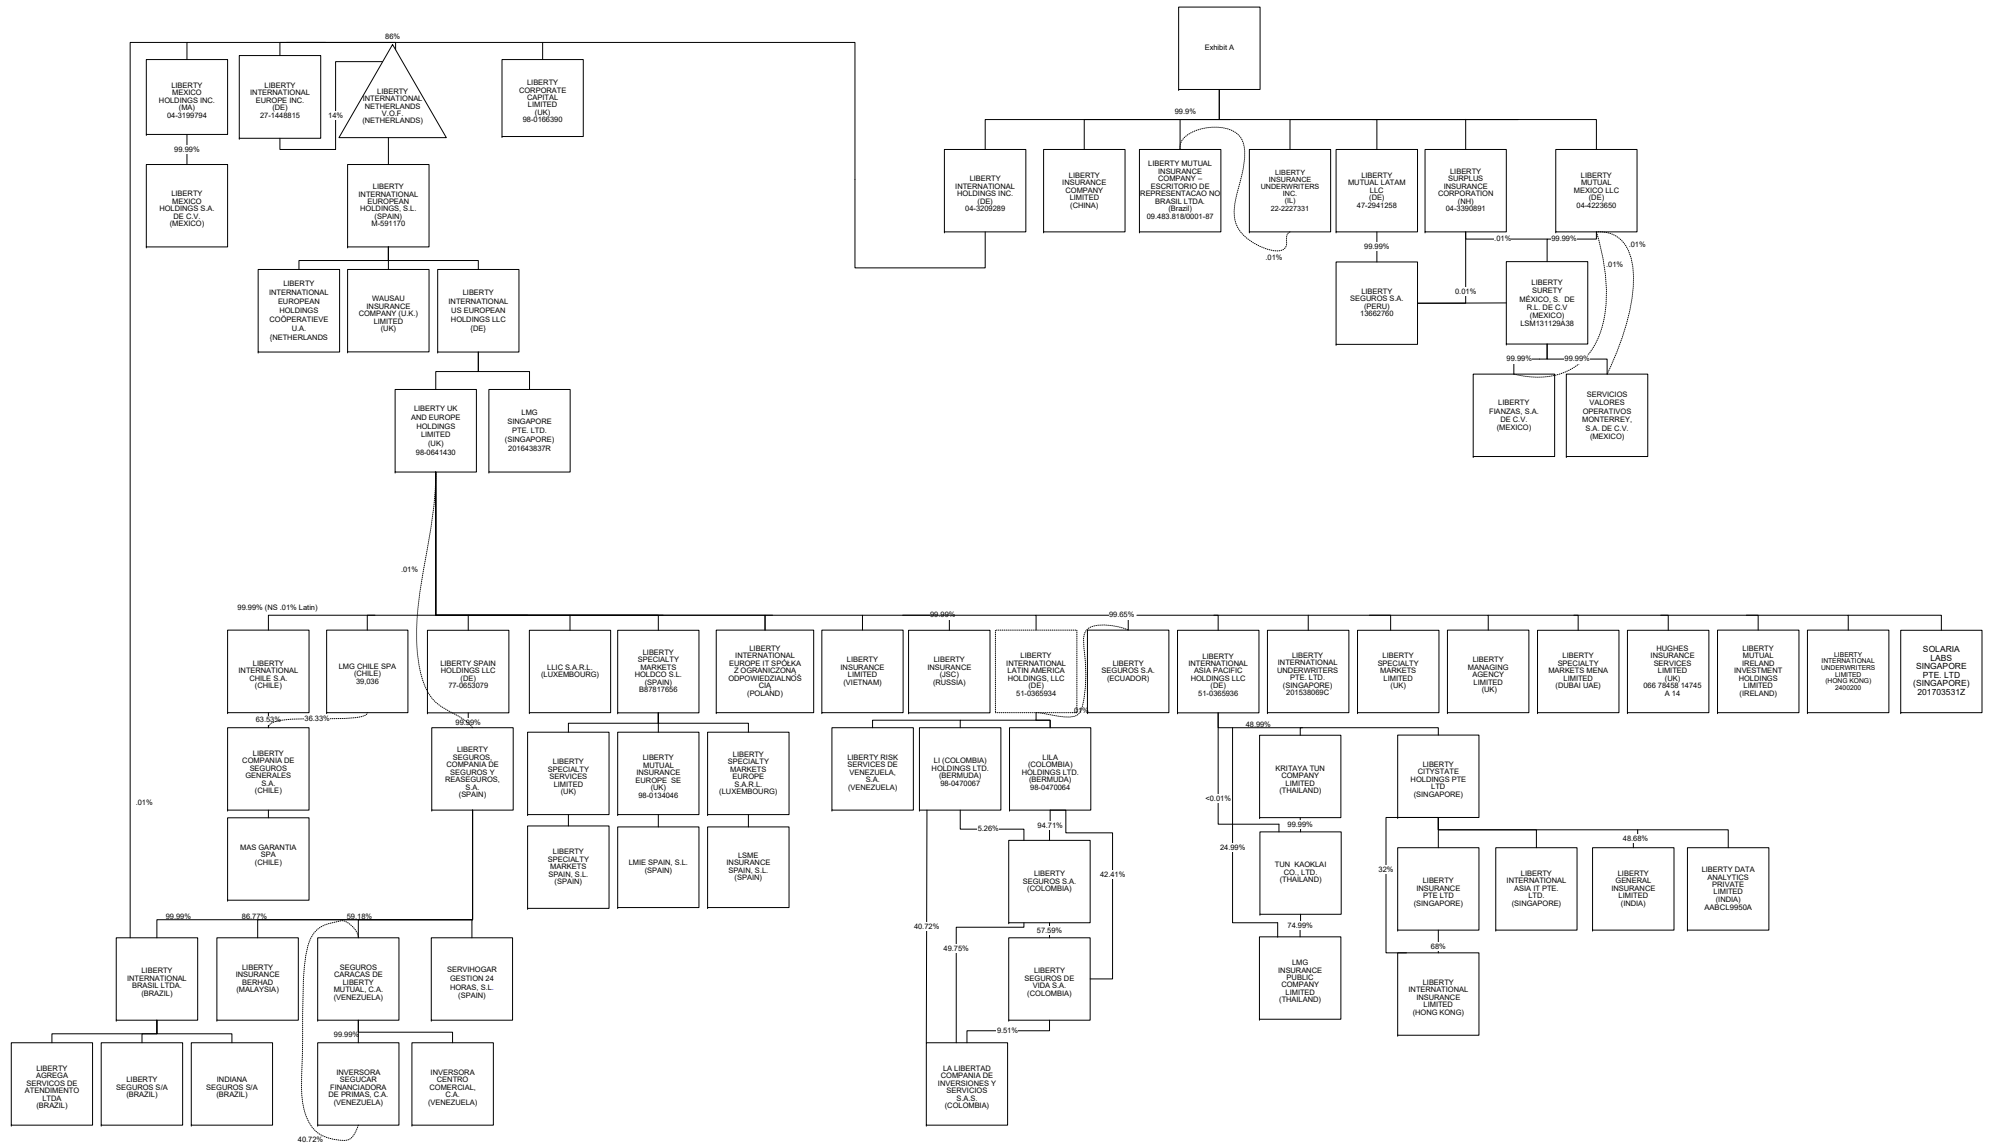 Exhibit A
86%
LIBERTY
MEXICO
HOLDINGS INC.
(MA)
04-3199794
LIBERTY
INTERNATIONAL
EUROPE INC.
(DE)
27-1448815
14%
LIBERTY
INTERNATIONAL
NETHERLANDS
V.O.F.
(NETHERLANDS)
LIBERTY
CORPORATE
CAPITAL
LIMITED
(UK)
98-0166390
99.9%
99.99%
LIBERTY
MEXICO
HOLDINGS S.A.
DE C.V.
(MEXICO)
LIBERTY
INTERNATIONAL
EUROPEAN
HOLDINGS, S.L.
(SPAIN)
M-591170
LIBERTY
INTERNATIONAL
HOLDINGS INC.
(DE)
04-3209289
LIBERTY
INSURANCE
COMPANY
LIMITED
(CHINA)
LIBERTY MUTUAL
INSURANCE
COMPANY –
ESCRITORIO DE
REPRESENTACAO NO
BRASIL LTDA.
(Brazil)
09.483.818/0001-87
LIBERTY
INSURANCE
UNDERWRITERS
INC.
(IL)
22-2227331
LIBERTY
MUTUAL LATAM
LLC
(DE)
47-2941258
LIBERTY
SURPLUS
INSURANCE
CORPORATION
(NH)
04-3390891
LIBERTY
MUTUAL
MEXICO LLC
(DE)
04-4223650
.01%
99.99%
.01%
99.99%
.01%
.01%
LIBERTY
INTERNATIONAL
EUROPEAN
HOLDINGS
COÖPERATIEVE
U.A.
(NETHERLANDS
WAUSAU
INSURANCE
COMPANY (U.K.)
LIMITED
(UK)
LIBERTY
INTERNATIONAL
US EUROPEAN
HOLDINGS LLC
(DE)
LIBERTY
SEGUROS S.A.
(PERU)
13662760
0.01%
LIBERTY
SURETY
MÉXICO, S. DE
R.L. DE C.V
(MEXICO)
LSM131129A38
99.99%
99.99%
LIBERTY UK
AND EUROPE
HOLDINGS
LIMITED
(UK)
98-0641430
LMG
SINGAPORE
PTE. LTD.
(SINGAPORE)
201643837R
LIBERTY
FIANZAS, S.A.
DE C.V.
(MEXICO)
SERVICIOS
VALORES
OPERATIVOS
MONTERREY,
S.A. DE C.V.
(MEXICO)
.01%
99.99% (NS .01% Latin)
99.99%
99.65%
LIBERTY
INTERNATIONAL
CHILE S.A.
(CHILE)
LMG CHILE SPA
(CHILE)
39,036
LIBERTY SPAIN
HOLDINGS LLC
(DE)
77-0653079
LLIC S.A.R.L.
(LUXEMBOURG)
LIBERTY
SPECIALTY
MARKETS
HOLDCO S.L.
(SPAIN)
B87817656
LIBERTY
INTERNATIONAL
EUROPE IT SPÓŁKA
Z OGRANICZONĄ
ODPOWIEDZIALNOŚ
CIĄ
(POLAND)
LIBERTY
INSURANCE
LIMITED
(VIETNAM)
LIBERTY
INSURANCE
(JSC)
(RUSSIA)
LIBERTY
INTERNATIONAL
LATIN AMERICA
HOLDINGS, LLC
(DE)
51-0365934
LIBERTY
SEGUROS S.A.
(ECUADOR)
LIBERTY
INTERNATIONAL
ASIA PACIFIC
HOLDINGS LLC
(DE)
51-0365936
LIBERTY
INTERNATIONAL
UNDERWRITERS
PTE. LTD.
(SINGAPORE)
201538069C
LIBERTY
SPECIALTY
MARKETS
LIMITED
(UK)
LIBERTY
MANAGING
AGENCY
LIMITED
(UK)
LIBERTY
SPECIALTY
MARKETS MENA
LIMITED
(DUBAI UAE)
HUGHES
INSURANCE
SERVICES
LIMITED
(UK)
066 78458 14745
A 14
LIBERTY
MUTUAL
IRELAND
INVESTMENT
HOLDINGS
LIMITED
(IRELAND)
LIBERTY
INTERNATIONAL
UNDERWRITERS
LIMITED
(HONG KONG)
2400200
SOLARIA
LABS
SINGAPORE
PTE. LTD
(SINGAPORE)
201703531Z
63.53%
36.33%
99.99%
.01%
48.99%
LIBERTY
COMPANIA DE
SEGUROS
GENERALES
S.A.
(CHILE)
LIBERTY
SEGUROS,
COMPANIA DE
SEGUROS Y
REASEGUROS,
S.A.
(SPAIN)
LIBERTY
SPECIALTY
SERVICES
LIMITED
(UK)
LIBERTY
MUTUAL
INSURANCE
EUROPE SE
(UK)
98-0134046
LIBERTY
SPECIALTY
MARKETS
EUROPE
S.A.R.L.
(LUXEMBOURG)
LIBERTY RISK
SERVICES DE
VENEZUELA,
S.A.
(VENEZUELA)
LI (COLOMBIA)
HOLDINGS LTD.
(BERMUDA)
98-0470067
LILA
(COLOMBIA)
HOLDINGS LTD.
(BERMUDA)
98-0470064
KRITAYA TUN
COMPANY
LIMITED
(THAILAND)
LIBERTY
CITYSTATE
HOLDINGS PTE
LTD
(SINGAPORE)
.01%
<0.01%
5.26%
94.71%
99.99%
MAS GARANTIA
SPA
(CHILE)
LIBERTY
SPECIALTY
MARKETS
SPAIN, S.L.
(SPAIN)
LMIE SPAIN, S.L.
(SPAIN)
LSME
INSURANCE
SPAIN, S.L.
(SPAIN)
LIBERTY
SEGUROS S.A.
(COLOMBIA)
42.41%
24.99%
TUN KAOKLAI
CO., LTD.
(THAILAND)
32%
48.68%
LIBERTY
INSURANCE
PTE LTD
(SINGAPORE)
LIBERTY
INTERNATIONAL
ASIA IT PTE.
LTD.
(SINGAPORE)
LIBERTY
GENERAL
INSURANCE
LIMITED
(INDIA)
LIBERTY DATA
ANALYTICS
PRIVATE
LIMITED
(INDIA)
AABCL9950A
99.99%
86.77%
59.18%
40.72%
49.75%
57.59%
74.99%
68%
LIBERTY
INTERNATIONAL
BRASIL LTDA.
(BRAZIL)
LIBERTY
INSURANCE
BERHAD
(MALAYSIA)
SEGUROS
CARACAS DE
LIBERTY
MUTUAL, C.A.
(VENEZUELA)
SERVIHOGAR
GESTION 24
HORAS, S.L.
(SPAIN)
LIBERTY
SEGUROS DE
VIDA S.A.
(COLOMBIA)
LMG
INSURANCE
PUBLIC
COMPANY
LIMITED
(THAILAND)
LIBERTY
INTERNATIONAL
INSURANCE
LIMITED
(HONG KONG)
99.99%
9.51%
LIBERTY
AGREGA
SERVICOS DE
ATENDIMENTO
LTDA
(BRAZIL)
LIBERTY
SEGUROS S/A
(BRAZIL)
INDIANA
SEGUROS S/A
(BRAZIL)
INVERSORA
SEGUCAR
FINANCIADORA
DE PRIMAS, C.A.
(VENEZUELA)
INVERSORA
CENTRO
COMERCIAL,
C.A.
(VENEZUELA)
LA LIBERTAD
COMPANIA DE
INVERSIONES Y
SERVICIOS
S.A.S.
(COLOMBIA)
40.72%